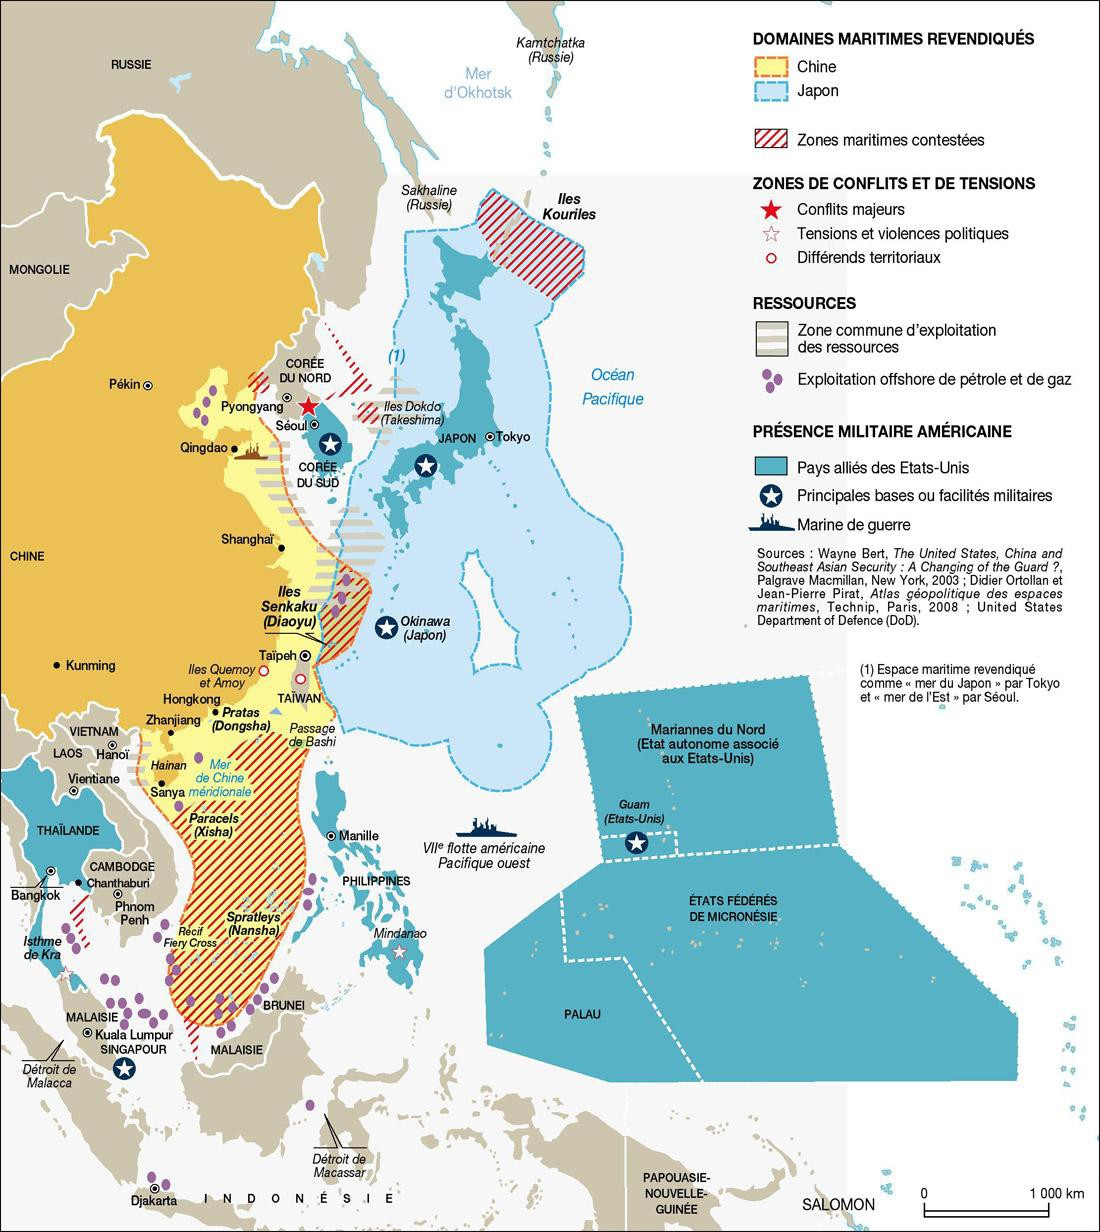 DOMAINES MARITIMES REVENDIQUÉS
Chine
Japon
Zones maritimes contestées
ZONES DE CONFLITS ET DE TENSIONS
Conflits majeurs
Tensions et violences politiques
Différends territoriaux
RESSOURCES
Zone commune d'exploitation
des ressources
Exploitation offshore de pétrole et de gaz
PRÉSENCE MILITAIRE AMÉRICAINE
Pays alliés des Etats-Unis
Principales bases ou facilités militaires
Marine de guerre
Sources : Wayne Bert, The United States, China and
Southeast Asian Security : A Changing of the Guard ?,
Palgrave Macmillan, New York, 2003 ; Didier Ortollan et
Jean-Pierre Pirat, Atlas géopolitique des espaces
maritimes, Technip, Paris, 2008 ; United States
Department of Defence (DoD).
(1) Espace maritime revendiqué
comme « mer du Japon » par Tokyo
et « mer de l'Est » par Séoul.
Kamtchatka
(Russie)
RUSSIE
Mer
d'Okhotsk
Sakhaline
(Russie)
Iles
Kouriles
MONGOLIE
(1)
CORÉE
DU NORD
Océan
Pacifique
Pékin
Pyongyang
Iles Dokdo
(Takeshima)
Séoul
JAPON
Tokyo
Qingdao
CORÉE
DU SUD
Shanghaï
CHINE
Iles
Senkaku
(Diaoyu)
Okinawa
(Japon)
Taïpeh
Kunming
Iles Quemoy
et Amoy
TAÏWAN
Hongkong
Pratas
(Dongsha)
Zhanjiang
Passage
de Bashi
VIETNAM
LAOS
Hanoï
Hainan
Mer
de Chine
méridionale
Vientiane
Sanya
Paracels
(Xisha)
Mariannes du Nord
(Etat autonome associé
aux Etats-Unis)
Guam
(Etats-Unis)
THAÏLANDE
Manille
VIIe flotte américaine
Pacifique ouest
CAMBODGE
Chanthaburi
PHILIPPINES
Bangkok
Phnom
Penh
ÉTATS FÉDÉRÉS
DE MICRONÉSIE
Spratleys
(Nansha)
Récif
Fiery Cross
Mindanao
Isthme
de Kra
BRUNEI
MALAISIE
PALAU
Kuala Lumpur
SINGAPOUR
MALAISIE
Détroit de
Malacca
Détroit de
Macassar
Djakarta
INDONÉSIE
PAPOUASIE-
NOUVELLE-
GUINÉE
SALOMON
0
1 000 km